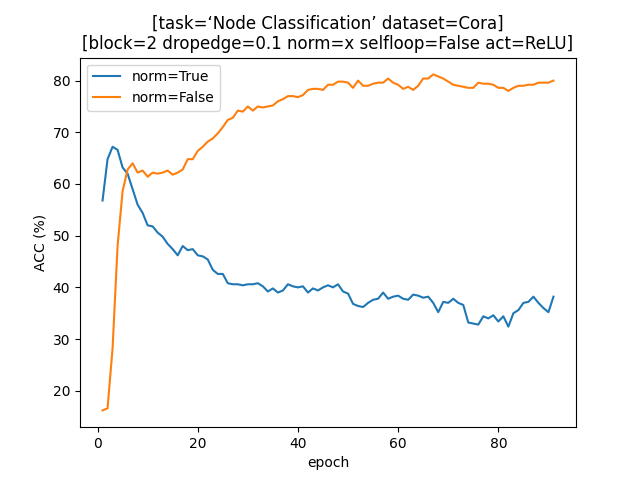 [task=‘Node Classification’ dataset=Cora]
[block=2 dropedge=0.1 norm=x selfloop=False act=ReLU]
norm=True
norm=False
ACC (%)
80
70
60
50
40
30
20
0 20 40 60 80
epoch